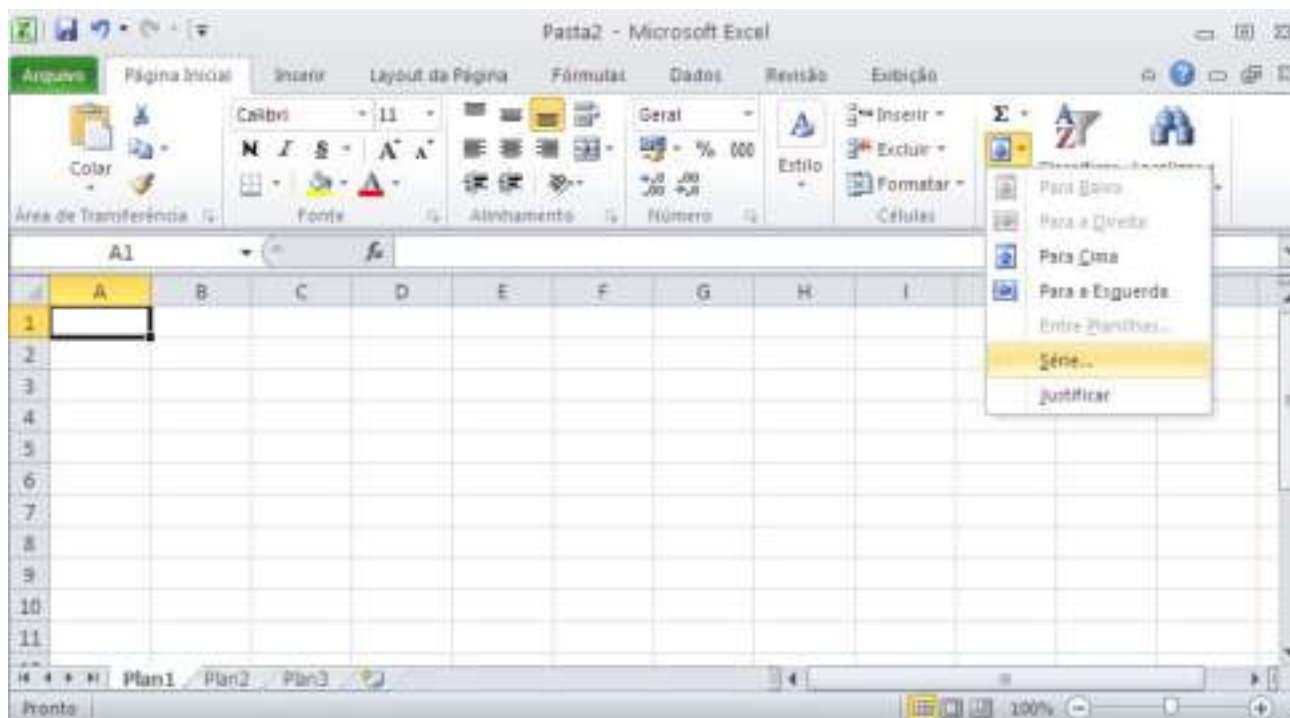 Pasta2 - Microsoft Excel
Arquivo Página Inicial Inserir Layout da Página Fórmulas Dados Revisão Exibição
Colar
Calibri 11
N I S A A
A
Geral
% 000
Estilo
Inserir
Excluir
Formatar
Σ
A
Z
Área de Transferência Fonte Alinhamento Número Células
Para Baixo
Para a Direita
Para Cima
Para a Esquerda
Entre Planilhas...
Série...
Justificar
A1 fx
A B C D E F G H I
1
2
3
4
5
6
7
8
9
10
11
Plan1 Plan2 Plan3
Pronto 100%